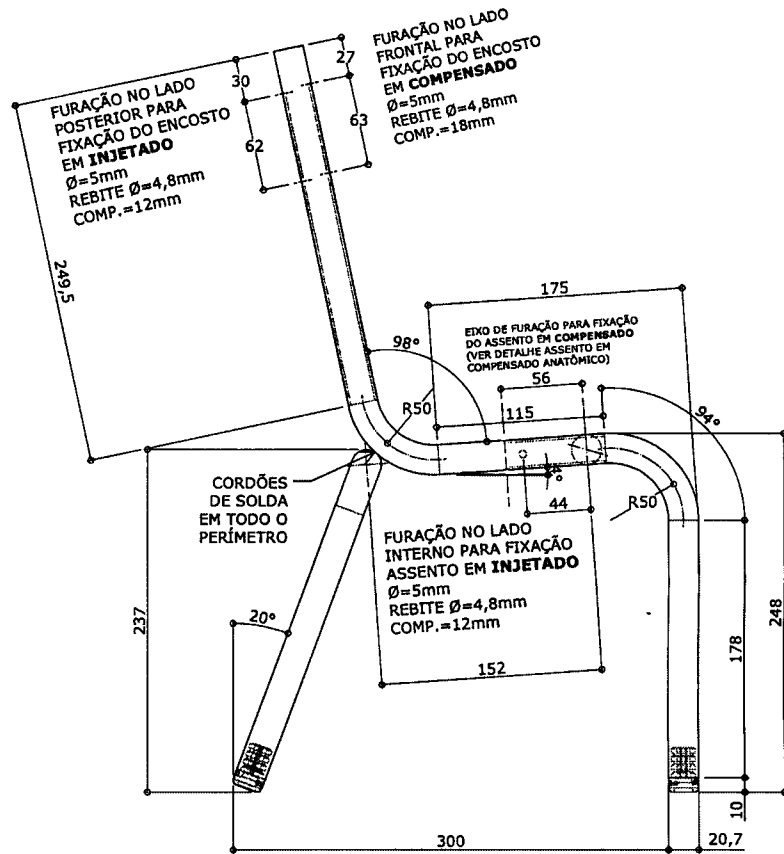 FURAÇÃO NO LADO
FRONTAL PARA
FIXAÇÃO DO ENCOSTO
EM COMPENSADO
Ø=5mm
REBITE Ø=4,8mm
COMP.=18mm
27
30
FURAÇÃO NO LADO
POSTERIOR PARA
FIXAÇÃO DO ENCOSTO
EM INJETADO
Ø=5mm
REBITE Ø=4,8mm
COMP.=12mm
62
63
249,5
175
EIXO DE FURAÇÃO PARA FIXAÇÃO
DO ASSENTO EM COMPENSADO
(VER DETALHE ASSENTO EM
COMPENSADO ANATÔMICO)
98°
56
R50
115
94°
CORDÕES
DE SOLDA
EM TODO O
PERÍMETRO
44
R50
FURAÇÃO NO LADO
INTERNO PARA FIXAÇÃO
ASSENTO EM INJETADO
Ø=5mm
REBITE Ø=4,8mm
COMP.=12mm
237
20°
248
178
152
10
300
20,7